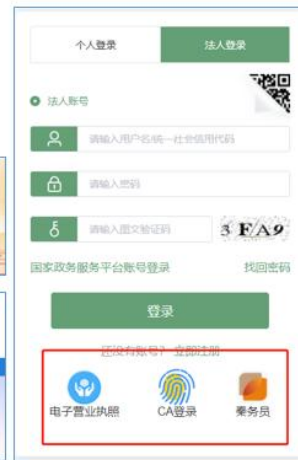 个人登录
法人登录
法人账号
请输入用户名/统一社会信用代码
请输入密码
请输入图文验证码
3 FA9
国家政务服务平台账号登录
找回密码
登录
还没有账号？ 立即注册
电子营业执照
CA登录
秦务员